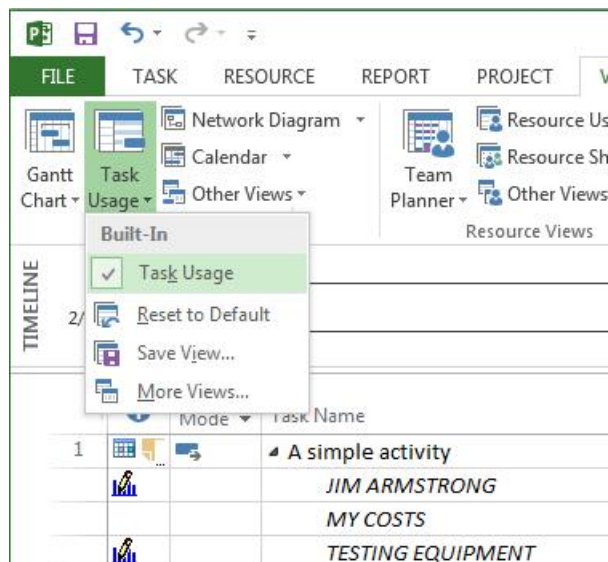 FILE TASK RESOURCE REPORT PROJECT V
Network Diagram
Resource Us
Calendar
Resource Sh
Gantt Chart
Task Usage
Other Views
Team Planner
Other Views
Resource Views
Built-In
Task Usage
Reset to Default
Save View...
More Views...
TIMELINE
2/
Mode Task Name
1 A simple activity
JIM ARMSTRONG
MY COSTS
TESTING EQUIPMENT